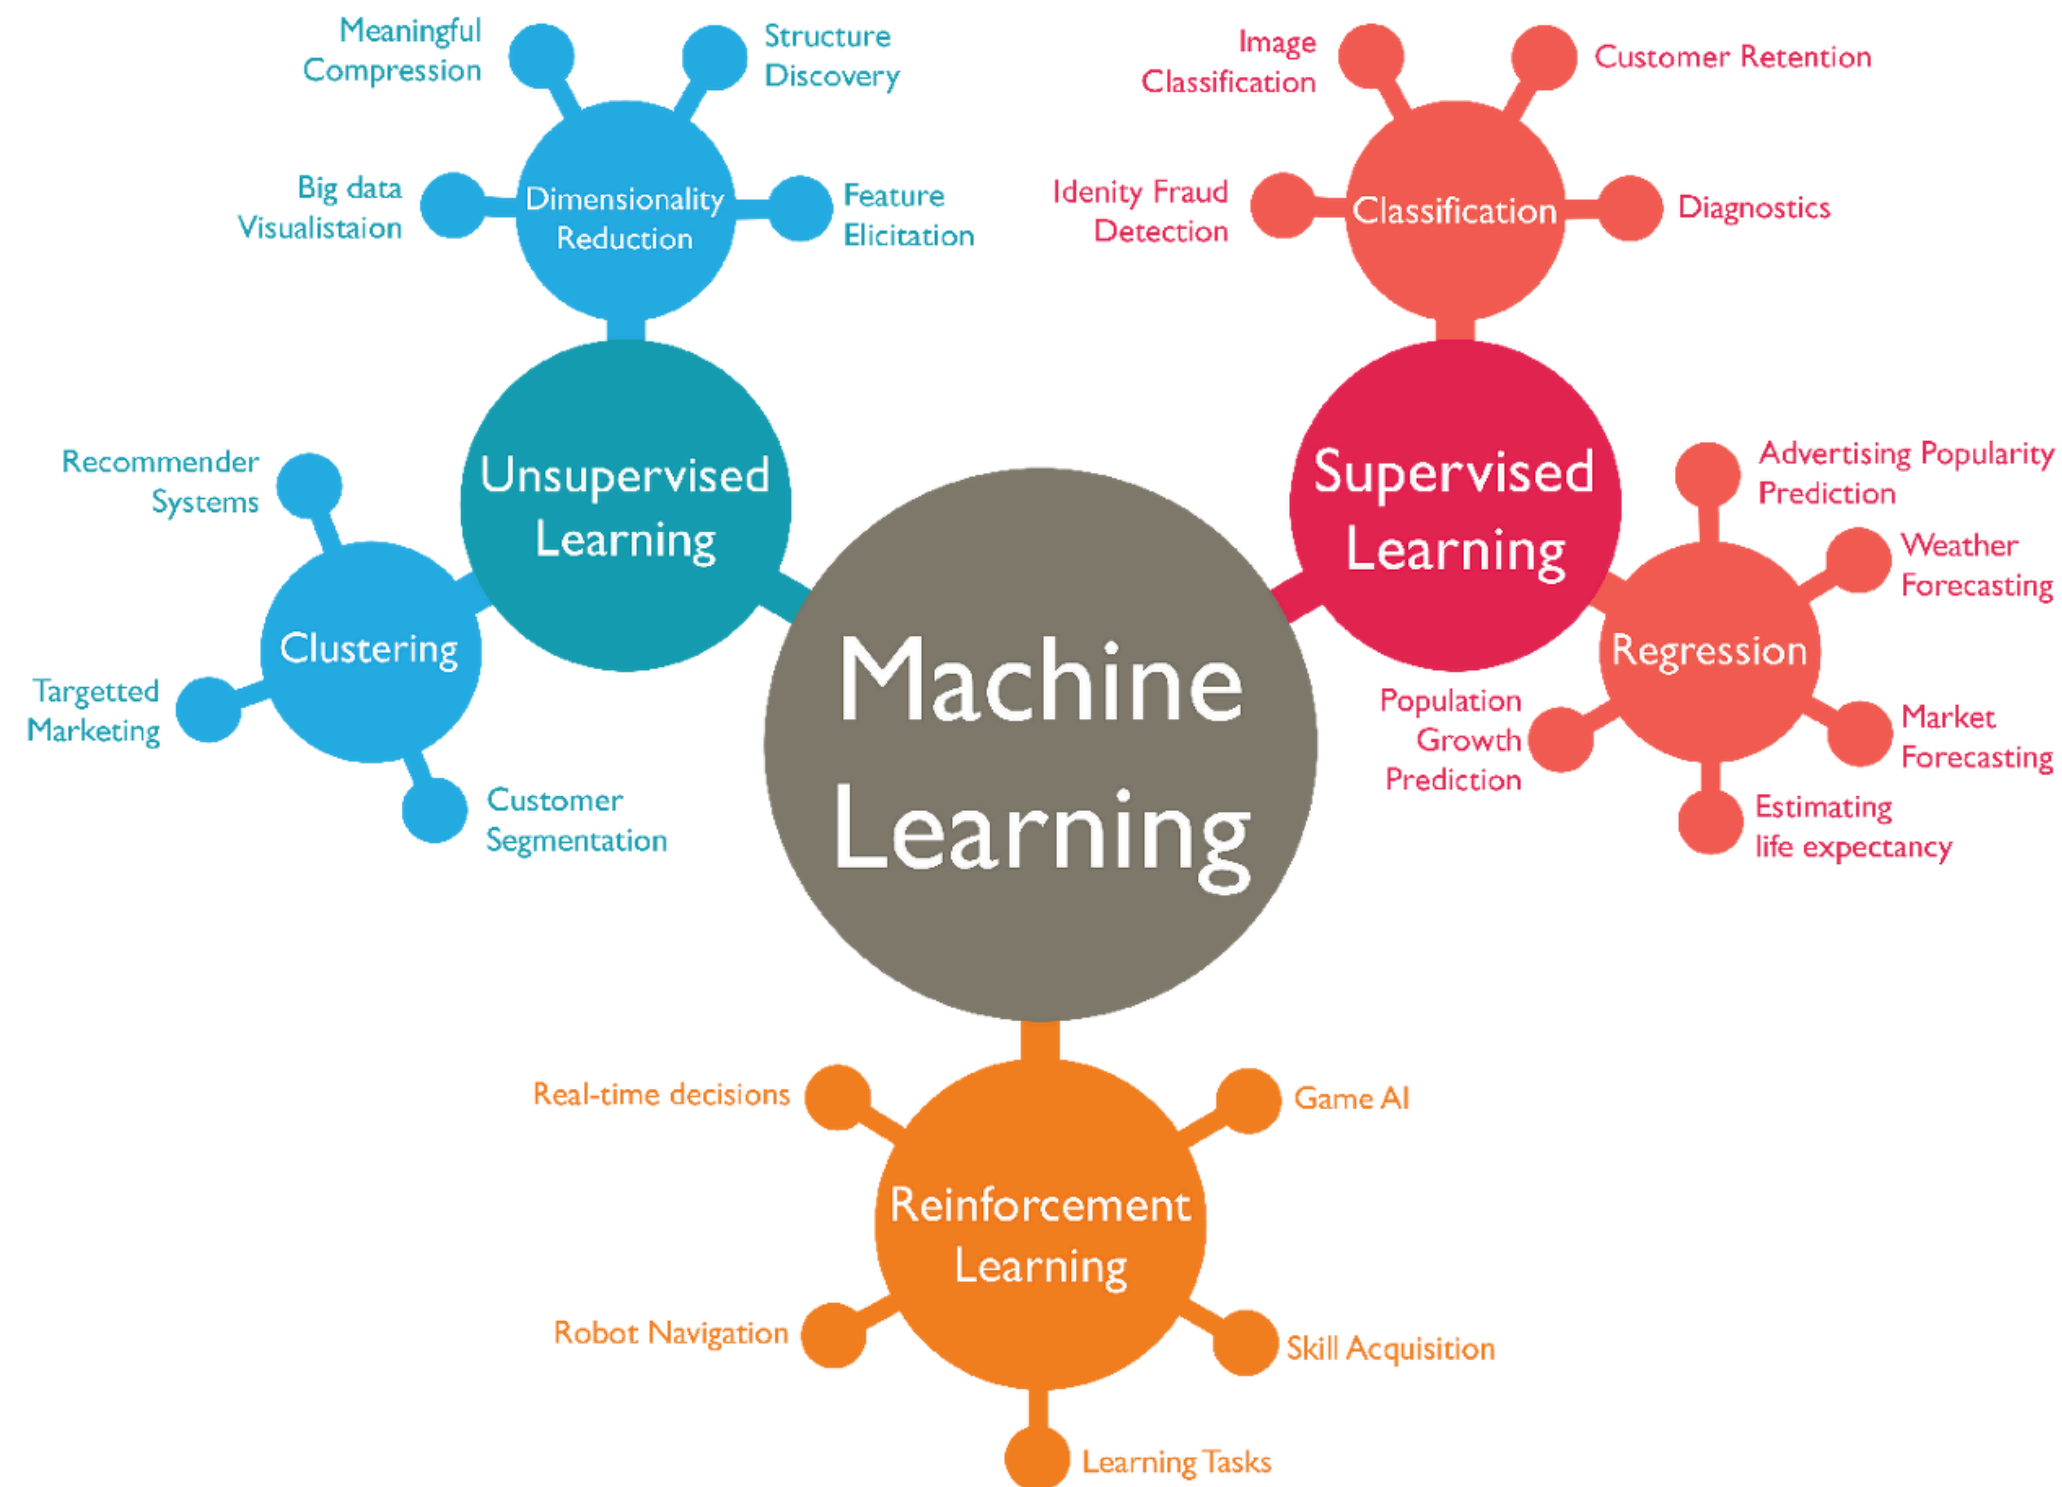 Meaningful
Compression
Structure
Discovery
Big data
Visualistaion
Dimensionality
Reduction
Feature
Elicitation
Image
Classification
Customer Retention
Idenity Fraud
Detection
Classification
Diagnostics
Unsupervised
Learning
Recommender
Systems
Clustering
Targetted
Marketing
Customer
Segmentation
Machine
Learning
Supervised
Learning
Advertising Popularity
Prediction
Weather
Forecasting
Regression
Population
Growth
Prediction
Market
Forecasting
Estimating
life expectancy
Real-time decisions
Game AI
Reinforcement
Learning
Robot Navigation
Skill Acquisition
Learning Tasks